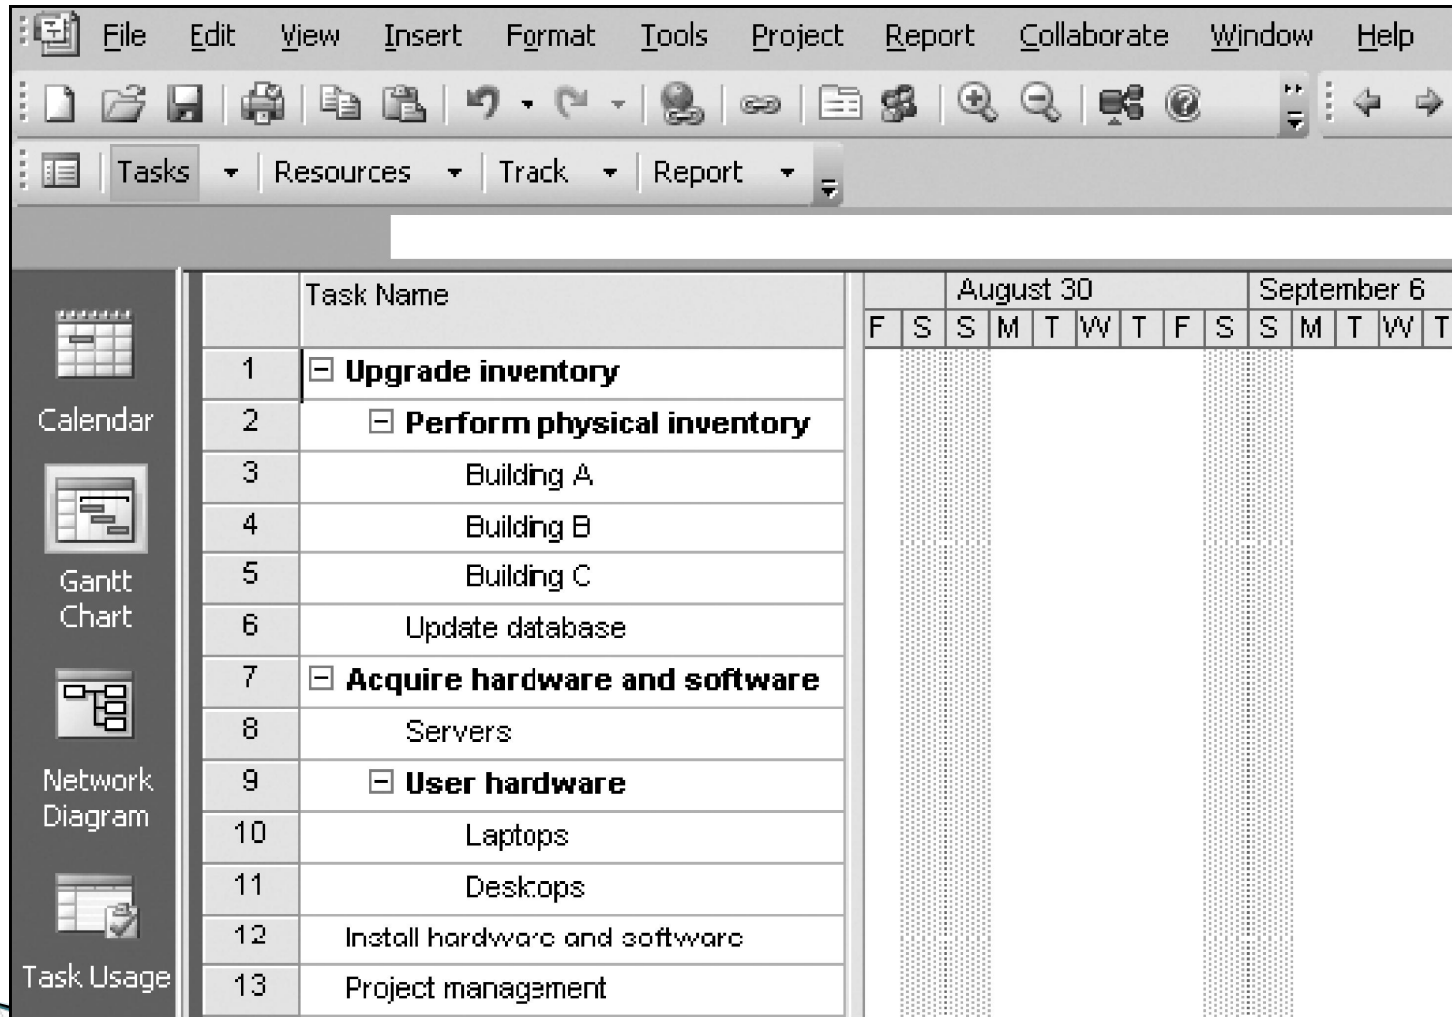 File Edit View Insert Format Tools Project Report Collaborate Window Help
Tasks Resources Track Report
Task Name August 30 September 6
F S S M T W T F S S M T W T
1 Upgrade inventory
2 Perform physical inventory
3 Building A
4 Building B
5 Building C
6 Update database
7 Acquire hardware and software
8 Servers
9 User hardware
10 Laptops
11 Desktops
12 Install hardware and software
13 Project management
Calendar
Gantt
Chart
Network
Diagram
Task Usage